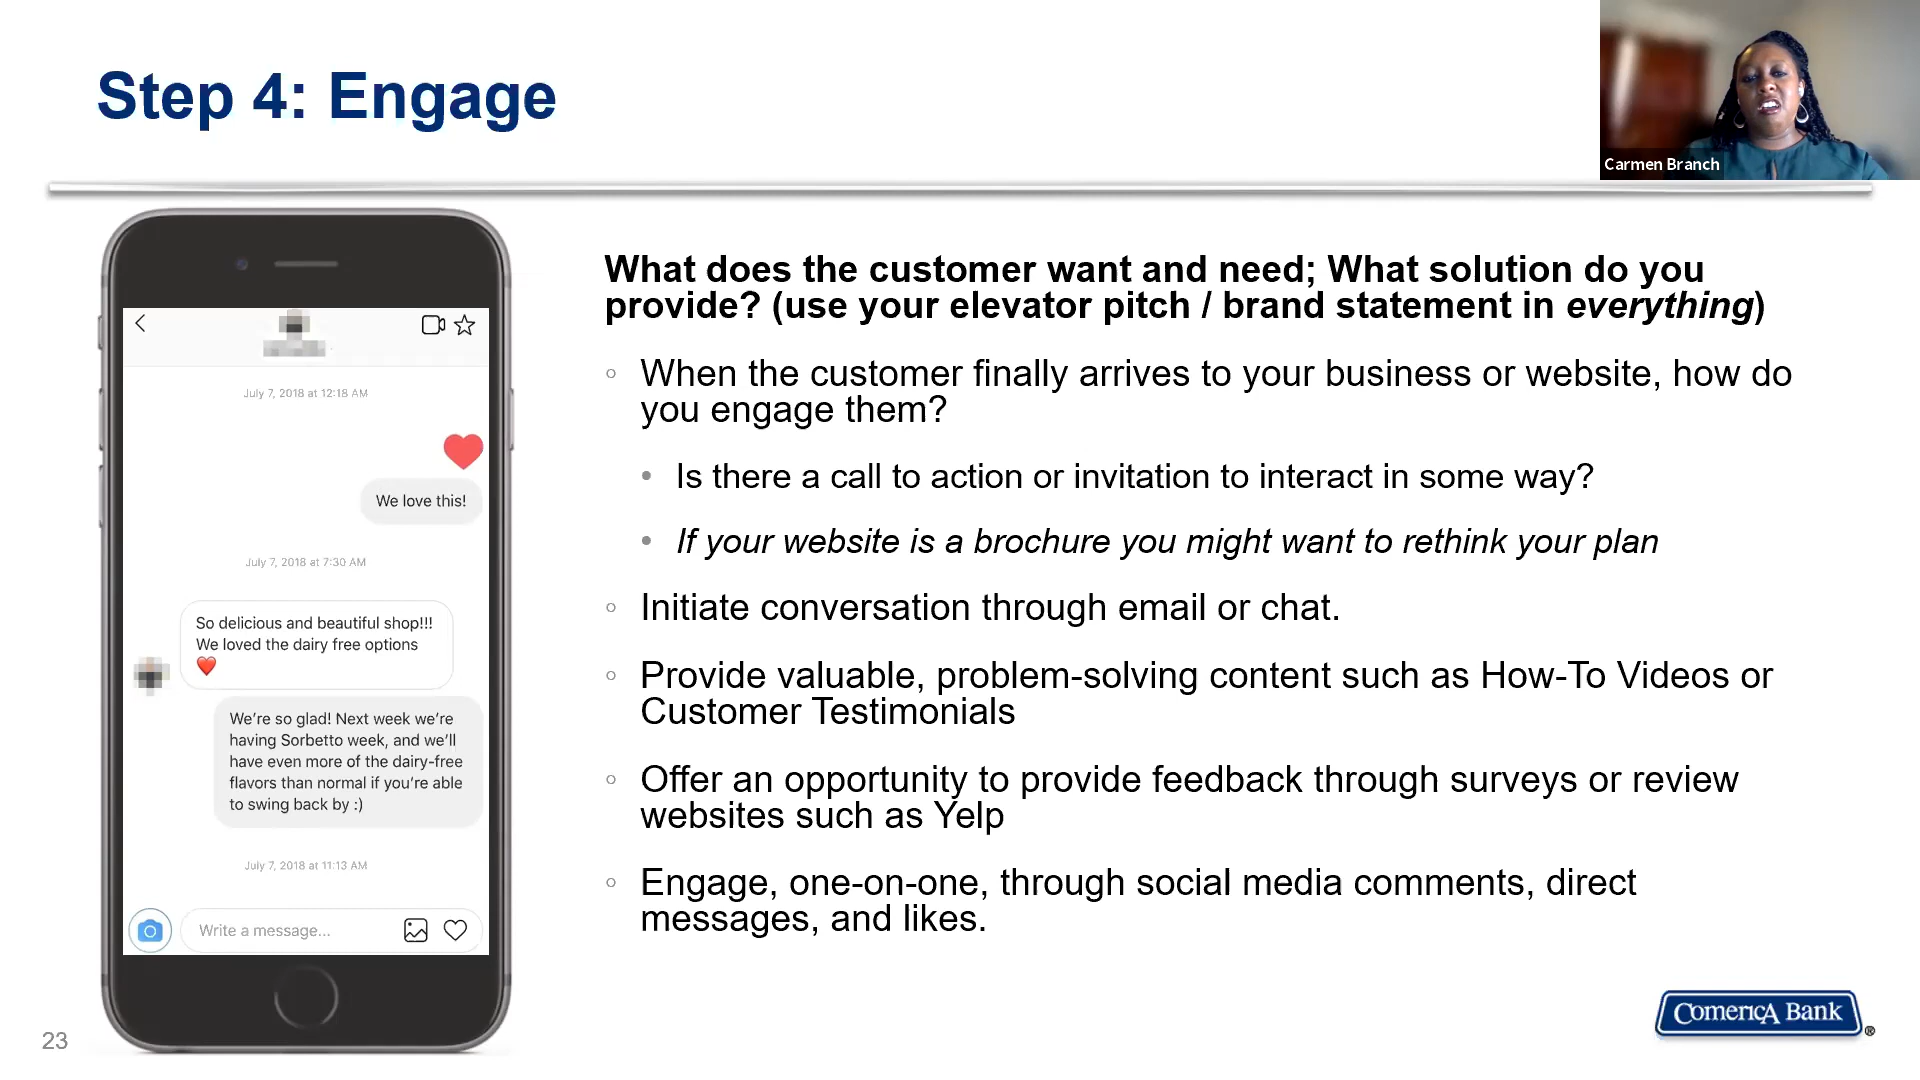 Step 4: Engage
Carmen Branch
July 7, 2018 at 12:18 AM
We love this!
July 7, 2018 at 7:30 AM
So delicious and beautiful shop!!!
We loved the dairy free options
❤️
We're so glad! Next week we're
having Sorbetto week, and we'll
have even more of the dairy-free
flavors than normal if you're able
to swing back by :)
July 7, 2018 at 11:13 AM
Write a message...
What does the customer want and need; What solution do you
provide? (use your elevator pitch / brand statement in everything)
◦ When the customer finally arrives to your business or website, how do
you engage them?
• Is there a call to action or invitation to interact in some way?
• If your website is a brochure you might want to rethink your plan
◦ Initiate conversation through email or chat.
◦ Provide valuable, problem-solving content such as How-To Videos or
Customer Testimonials
◦ Offer an opportunity to provide feedback through surveys or review
websites such as Yelp
◦ Engage, one-on-one, through social media comments, direct
messages, and likes.
23
ComericA Bank®